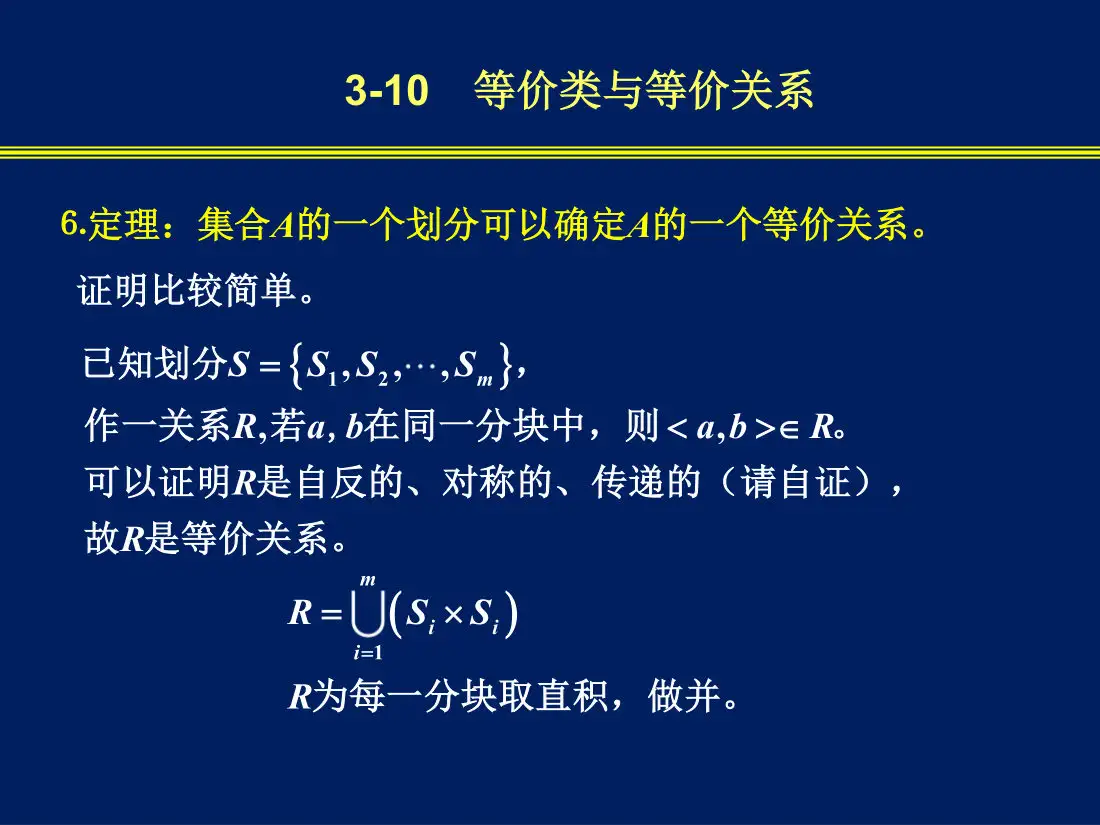 3-10 等价类与等价关系
6.定理：集合A的一个划分可以确定A的一个等价关系。
证明比较简单。
已知划分S = {S₁, S₂, ⋯, Sₘ}，
作一关系R,若a, b在同一分块中，则< a,b >∈ R。
可以证明R是自反的、对称的、传递的（请自证），
故R是等价关系。
R = ⋃ᵢ₌₁ᵐ (Sᵢ × Sᵢ)
R为每一分块取直积，做并。